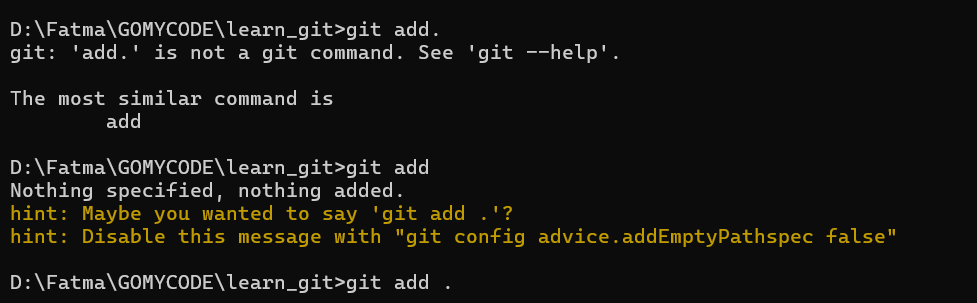 D:\Fatma\GOMYCODE\learn_git>git add.
git: 'add.' is not a git command. See 'git --help'.
The most similar command is
add
D:\Fatma\GOMYCODE\learn_git>git add
Nothing specified, nothing added.
hint: Maybe you wanted to say 'git add .'?
hint: Disable this message with "git config advice.addEmptyPathspec false"
D:\Fatma\GOMYCODE\learn_git>git add .